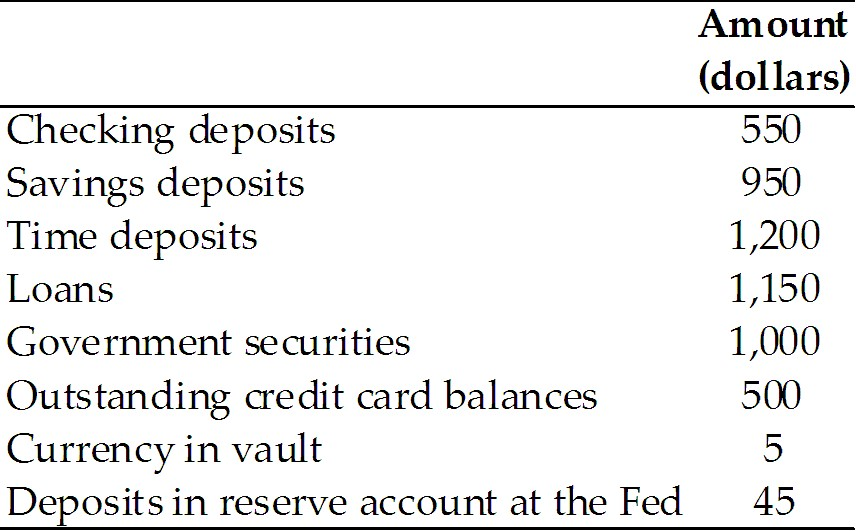 Amount
(dollars)
Checking deposits 550
Savings deposits 950
Time deposits 1,200
Loans 1,150
Government securities 1,000
Outstanding credit card balances 500
Currency in vault 5
Deposits in reserve account at the Fed 45